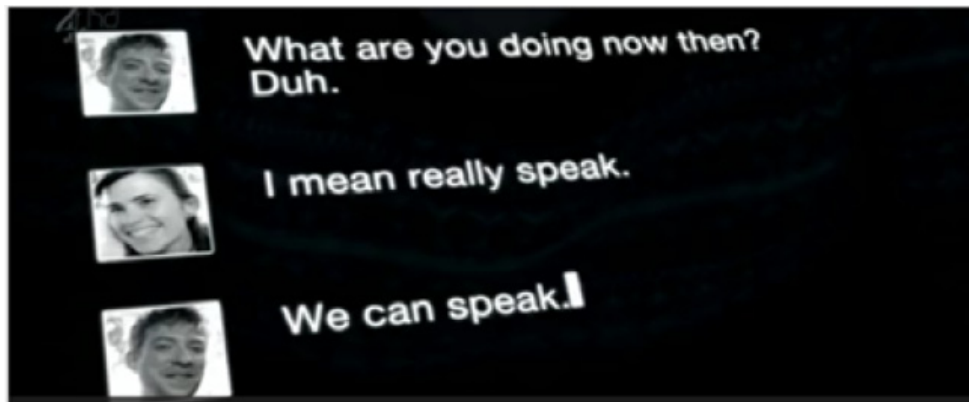 What are you doing now then?
Duh.
I mean really speak.
We can speak.